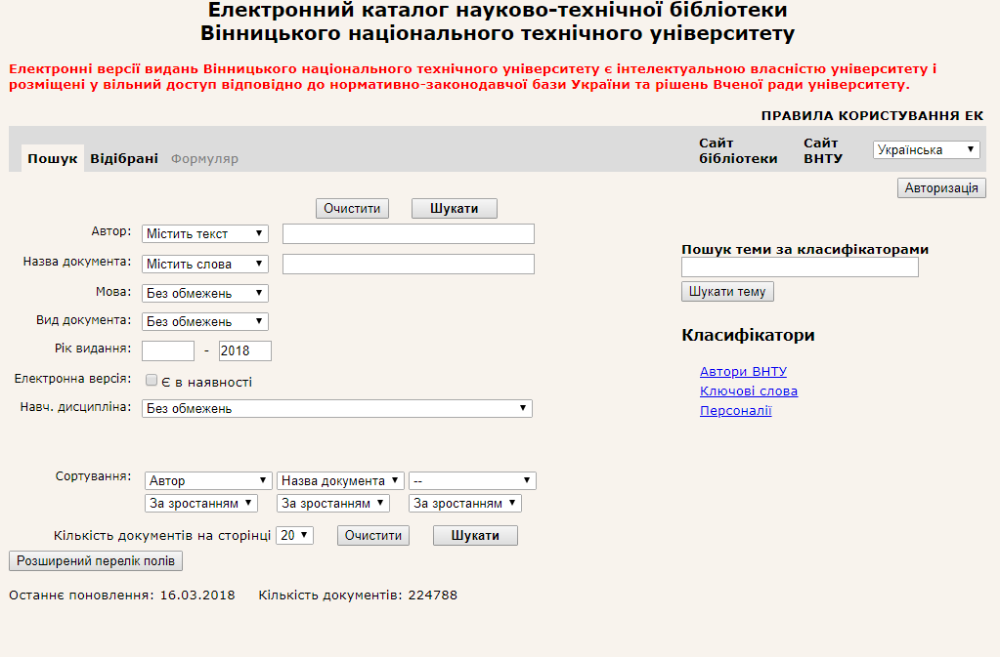 Електронний каталог науково-технічної бібліотеки
Вінницького національного технічного університету
Електронні версії видань Вінницького національного технічного університету є інтелектуальною власністю університету і
розміщені у вільний доступ відповідно до нормативно-законодавчої бази України та рішень Вченої ради університету.
ПРАВИЛА КОРИСТУВАННЯ ЕК
Пошук Відібрані Формуляр
Сайт бібліотеки
Сайт ВНТУ
Українська
Авторизація
Очистити Шукати
Автор: Містить текст
Назва документа: Містить слова
Мова: Без обмежень
Вид документа: Без обмежень
Рік видання: - 2018
Електронна версія: Є в наявності
Навч. дисципліна: Без обмежень
Пошук теми за класифікаторами
Шукати тему
Класифікатори
Автори ВНТУ
Ключові слова
Персоналії
Сортування: Автор Назва документа --
За зростанням За зростанням За зростанням
Кількість документів на сторінці 20 Очистити Шукати
Розширений перелік полів
Останнє поновлення: 16.03.2018 Кількість документів: 224788